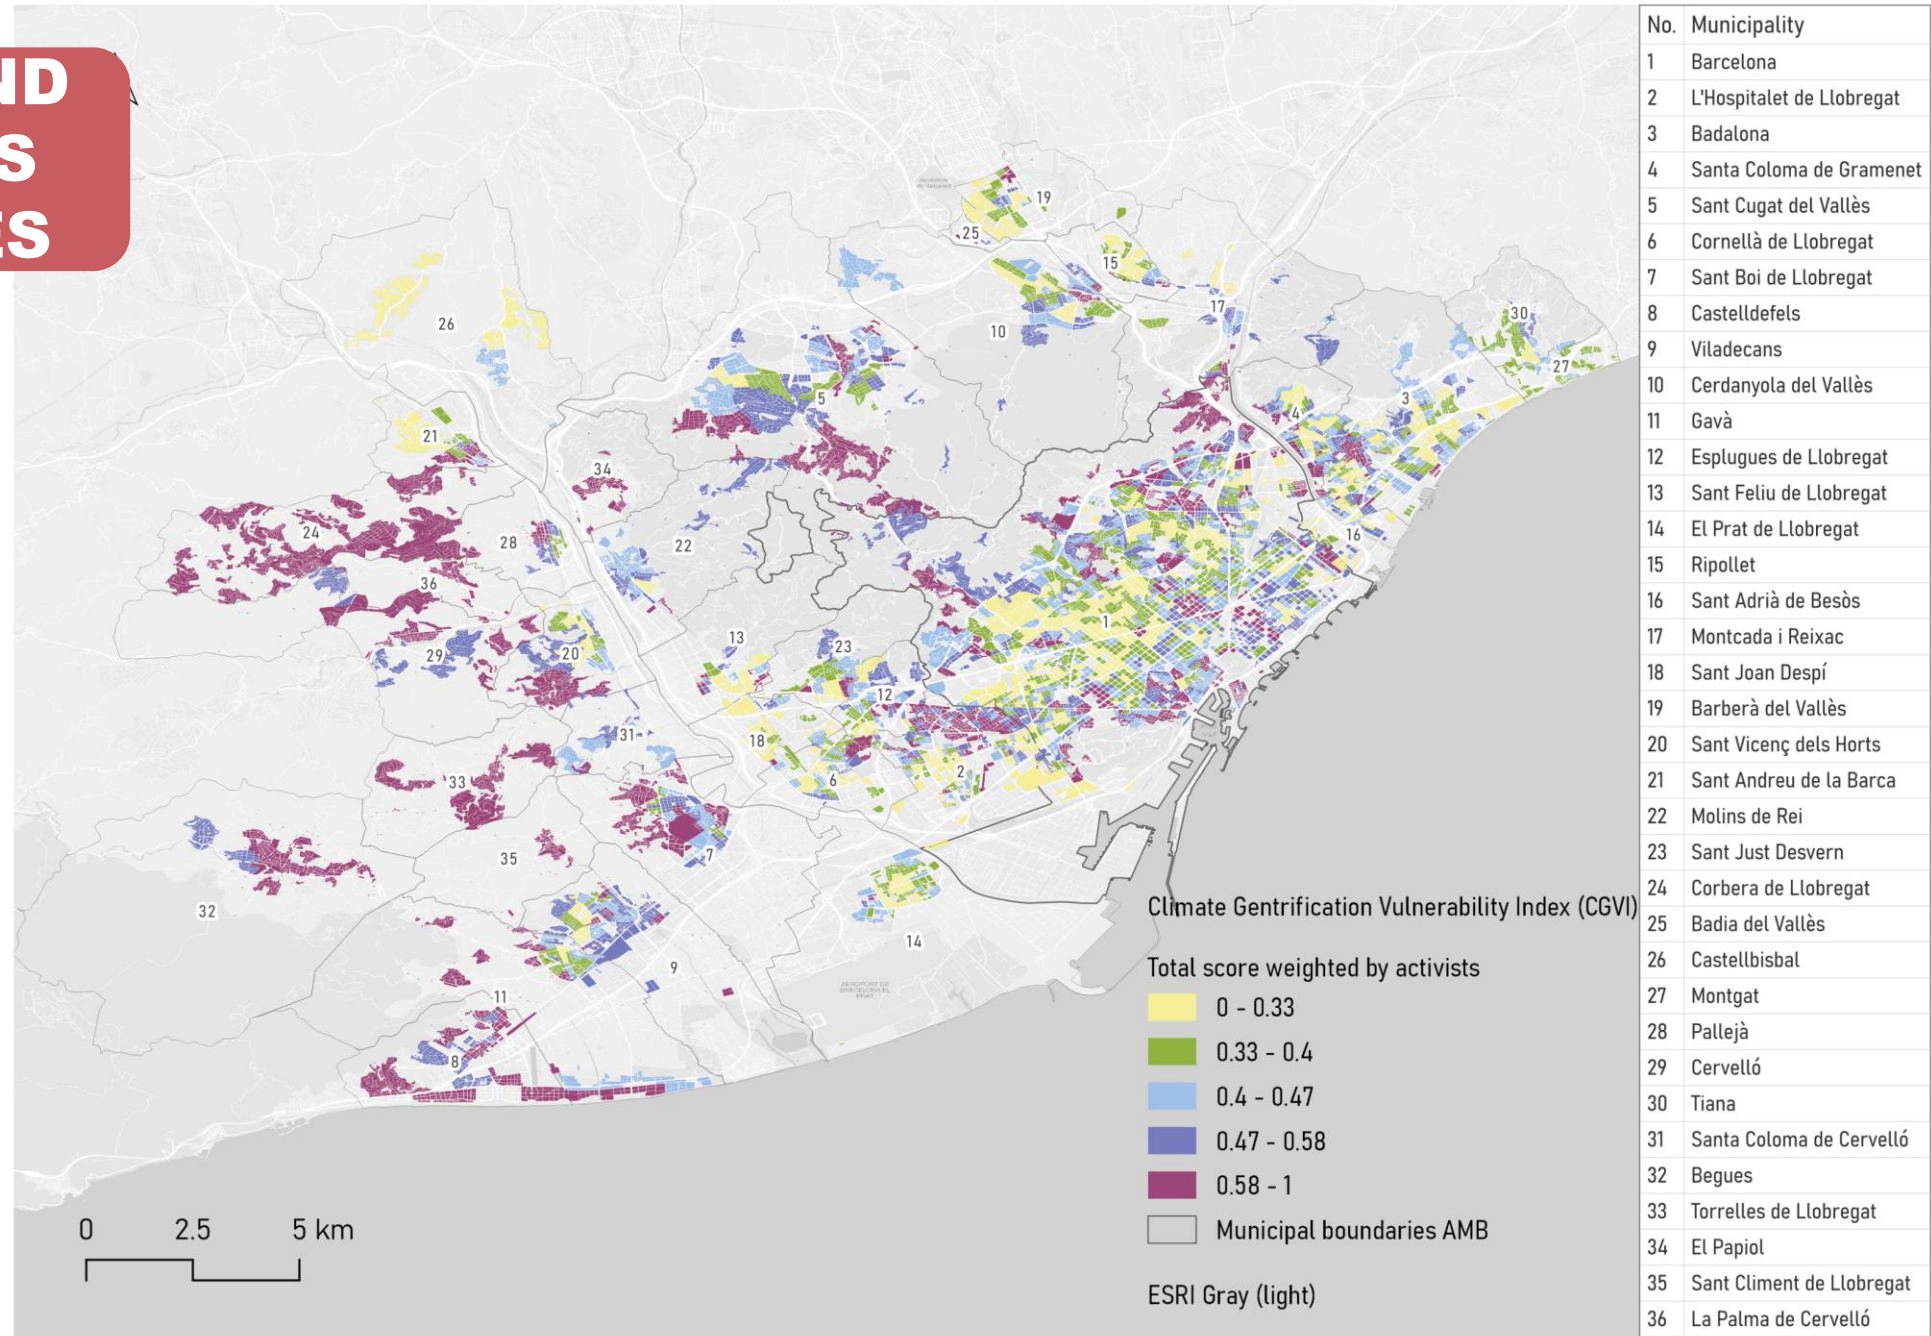 ND
S
ES
No. Municipality
1 Barcelona
2 L'Hospitalet de Llobregat
3 Badalona
4 Santa Coloma de Gramenet
5 Sant Cugat del Vallès
6 Cornellà de Llobregat
7 Sant Boi de Llobregat
8 Castelldefels
9 Viladecans
10 Cerdanyola del Vallès
11 Gavà
12 Esplugues de Llobregat
13 Sant Feliu de Llobregat
14 El Prat de Llobregat
15 Ripollet
16 Sant Adrià de Besòs
17 Montcada i Reixac
18 Sant Joan Despí
19 Barberà del Vallès
20 Sant Vicenç dels Horts
21 Sant Andreu de la Barca
22 Molins de Rei
23 Sant Just Desvern
24 Corbera de Llobregat
25 Badia del Vallès
26 Castellbisbal
27 Montgat
28 Pallejà
29 Cervelló
30 Tiana
31 Santa Coloma de Cervelló
32 Begues
33 Torrelles de Llobregat
34 El Papiol
35 Sant Climent de Llobregat
36 La Palma de Cervelló
19
25
15
17
26
10
30
27
5
3
4
21
34
24
28
22
16
36
1
13
23
29
20
12
31
18
2
6
33
7
35
32
14
9
11
8
AEROPORT DE
BARCELONA-EL
PRAT
Climate Gentrification Vulnerability Index (CGVI)
Total score weighted by activists
0 - 0.33
0.33 - 0.4
0.4 - 0.47
0.47 - 0.58
0.58 - 1
Municipal boundaries AMB
ESRI Gray (light)
0 2.5 5 km